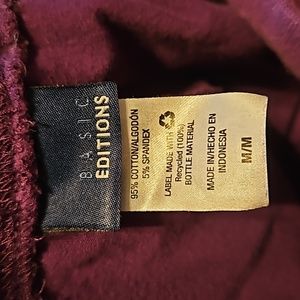 BASIC
EDITIONS
95% COTTON/ALGODÓN
5% SPANDEX
LABEL MADE WITH
Recycled (100%)
BOTTLE MATERIAL
MADE IN/HECHO EN
INDONESIA
M/M